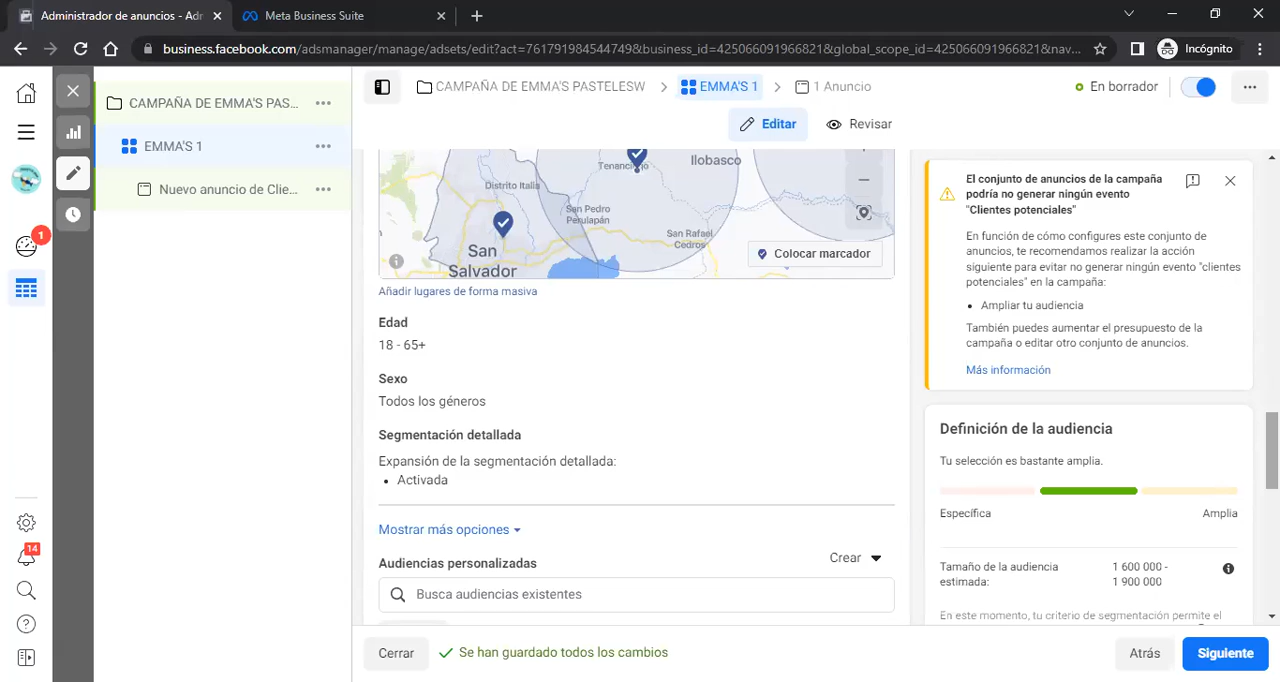 Administrador de anuncios - Adr
Meta Business Suite
business.facebook.com/adsmanager/manage/adsets/edit?act=761791984544749&business_id=425066091966821&global_scope_id=425066091966821&nav...
Incógnito
CAMPAÑA DE EMMA'S PAS...
EMMA'S 1
Nuevo anuncio de Clie...
1
14
CAMPAÑA DE EMMA'S PASTELESW
EMMA'S 1
1 Anuncio
En borrador
Editar
Revisar
Tenancingo
Ilobasco
Distrito Italia
San Pedro
Perulapán
San Rafael
Cedros
San
Salvador
Colocar marcador
Añadir lugares de forma masiva
Edad
18 - 65+
Sexo
Todos los géneros
Segmentación detallada
Expansión de la segmentación detallada:
• Activada
Mostrar más opciones
Audiencias personalizadas
Crear
Busca audiencias existentes
El conjunto de anuncios de la campaña
podría no generar ningún evento
"Clientes potenciales"
En función de cómo configures este conjunto de
anuncios, te recomendamos realizar la acción
siguiente para evitar no generar ningún evento "clientes
potenciales" en la campaña:
• Ampliar tu audiencia
También puedes aumentar el presupuesto de la
campaña o editar otro conjunto de anuncios.
Más información
Definición de la audiencia
Tu selección es bastante amplia.
Específica
Amplia
Tamaño de la audiencia
estimada:
1 600 000 -
1 900 000
En este momento, tu criterio de segmentación permite el
Cerrar
Se han guardado todos los cambios
Atrás
Siguiente